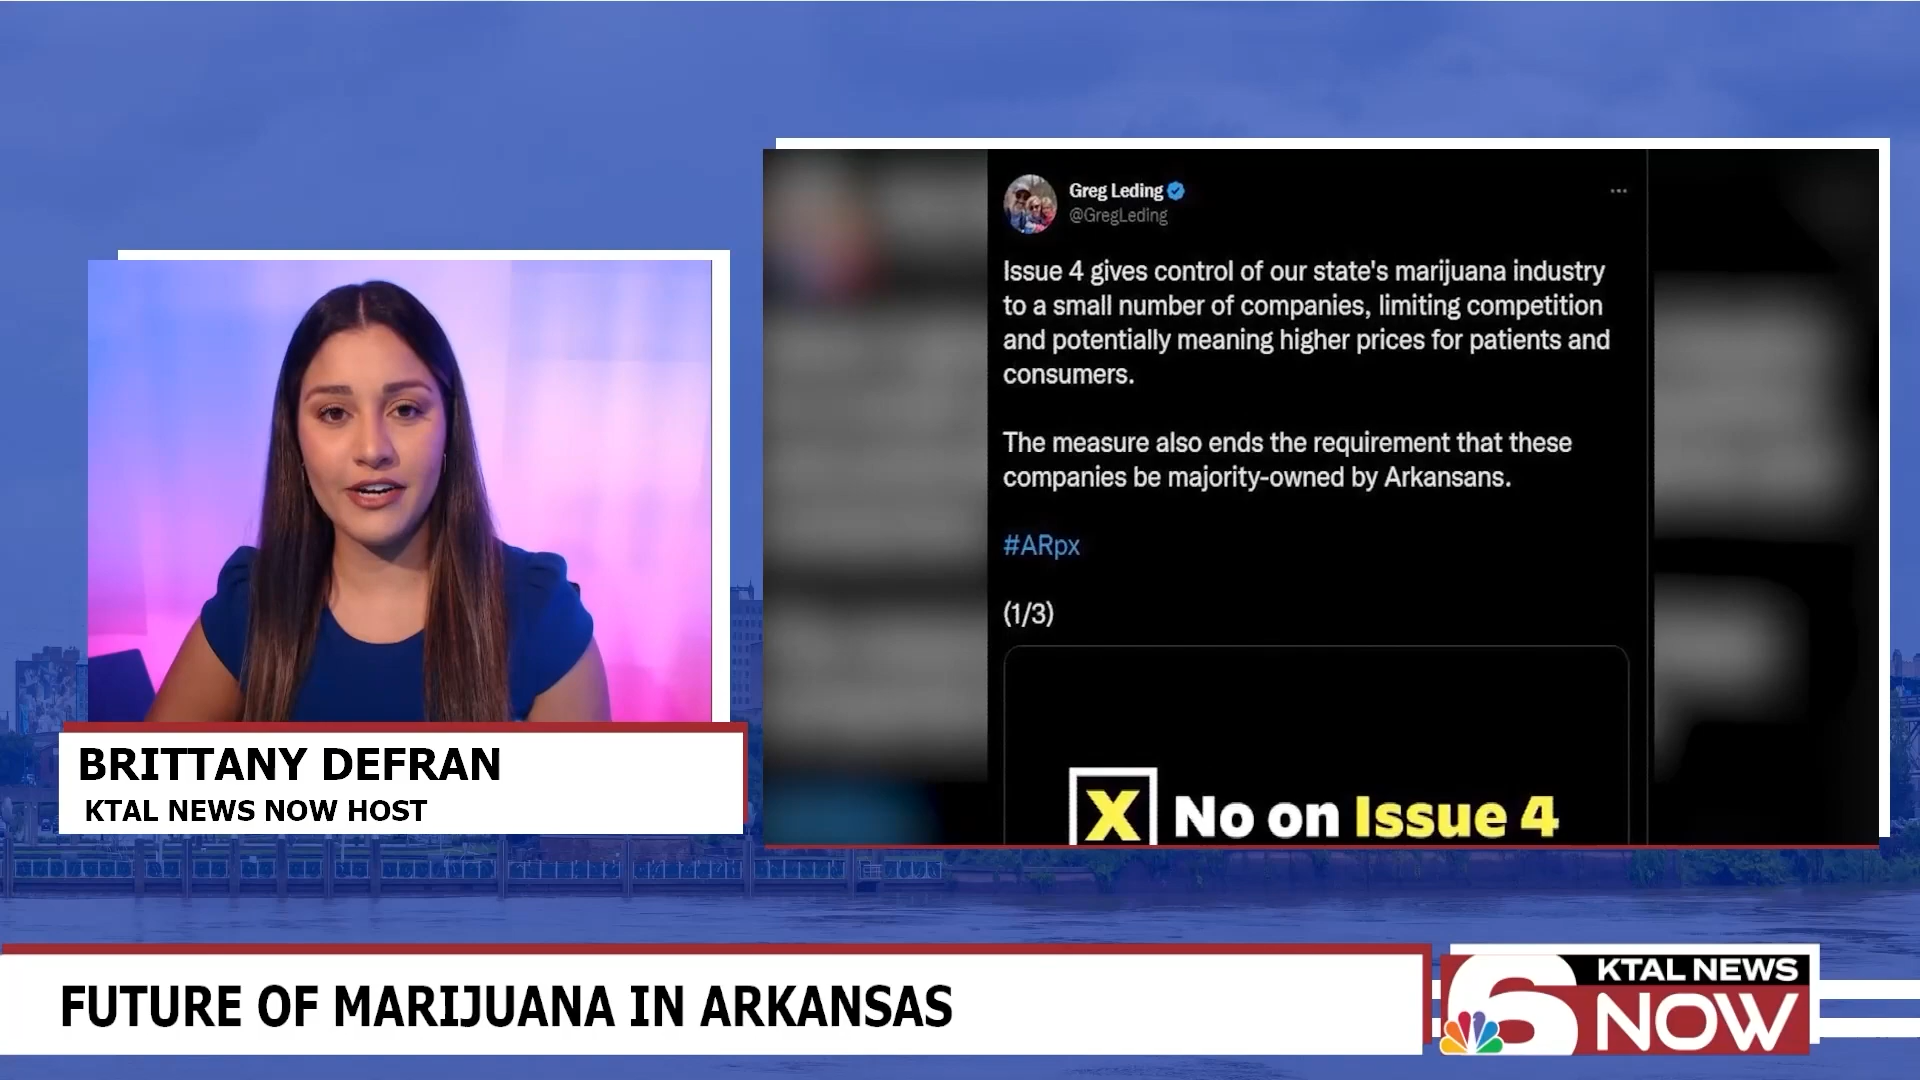 Greg Leding
@GregLeding
Issue 4 gives control of our state's marijuana industry
to a small number of companies, limiting competition
and potentially meaning higher prices for patients and
consumers.
The measure also ends the requirement that these
companies be majority-owned by Arkansans.
#ARpx
(1/3)
X No on Issue 4
BRITTANY DEFRAN
KTAL NEWS NOW HOST
FUTURE OF MARIJUANA IN ARKANSAS
6 KTAL NEWS
NOW